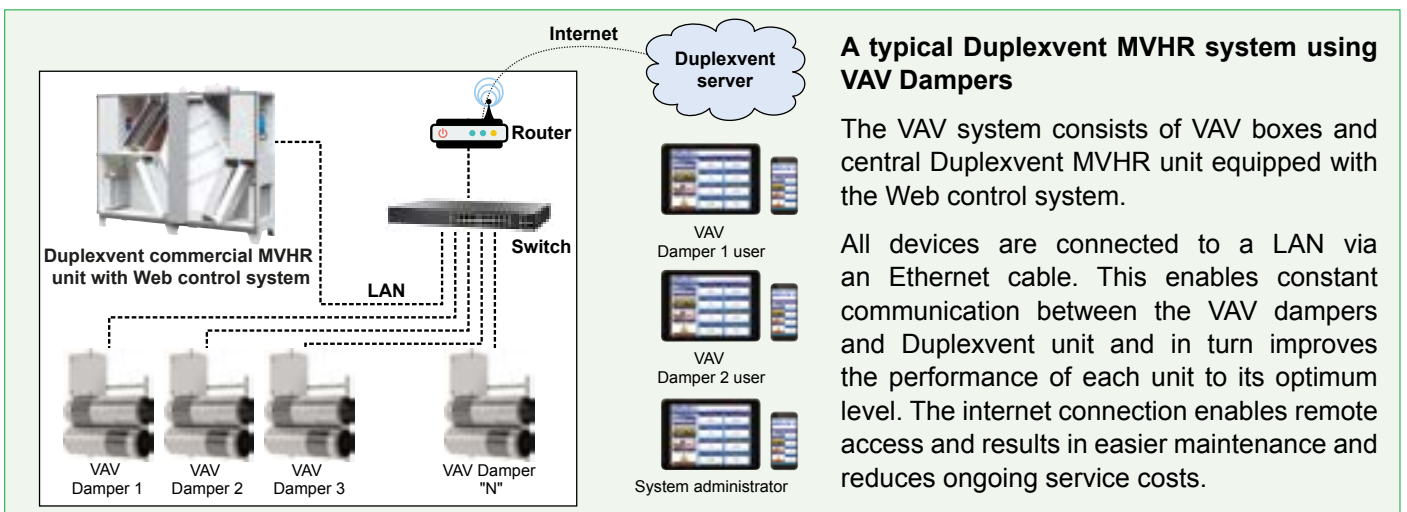 Internet
Duplexvent
server
Router
Switch
Duplexvent commercial MVHR
unit with Web control system
LAN
VAV
Damper 1
VAV
Damper 2
VAV
Damper 3
VAV Damper
"N"
VAV
Damper 1 user
VAV
Damper 2 user
System administrator
A typical Duplexvent MVHR system using
VAV Dampers
The VAV system consists of VAV boxes and
central Duplexvent MVHR unit equipped with
the Web control system.
All devices are connected to a LAN via
an Ethernet cable. This enables constant
communication between the VAV dampers
and Duplexvent unit and in turn improves
the performance of each unit to its optimum
level. The internet connection enables remote
access and results in easier maintenance and
reduces ongoing service costs.